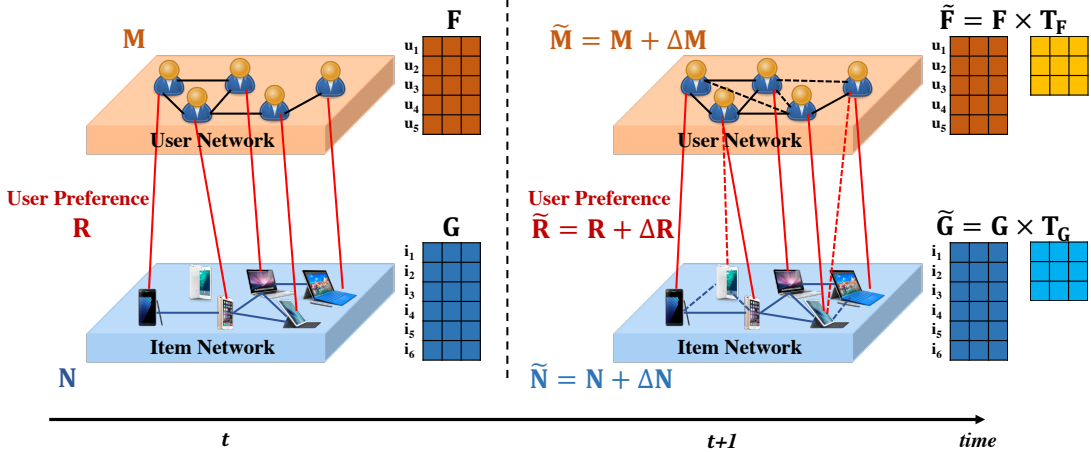 M
F
u₁
u₂
u₃
u₄
u₅
User Network
User Preference
R
G
i₁
i₂
i₃
i₄
i₅
i₆
Item Network
N
M̃ = M + ΔM
F̃ = F × T_F
u₁
u₂
u₃
u₄
u₅
User Network
User Preference
R̃ = R + ΔR
G̃ = G × T_G
i₁
i₂
i₃
i₄
i₅
i₆
Item Network
Ñ = N + ΔN
t
t+1
time